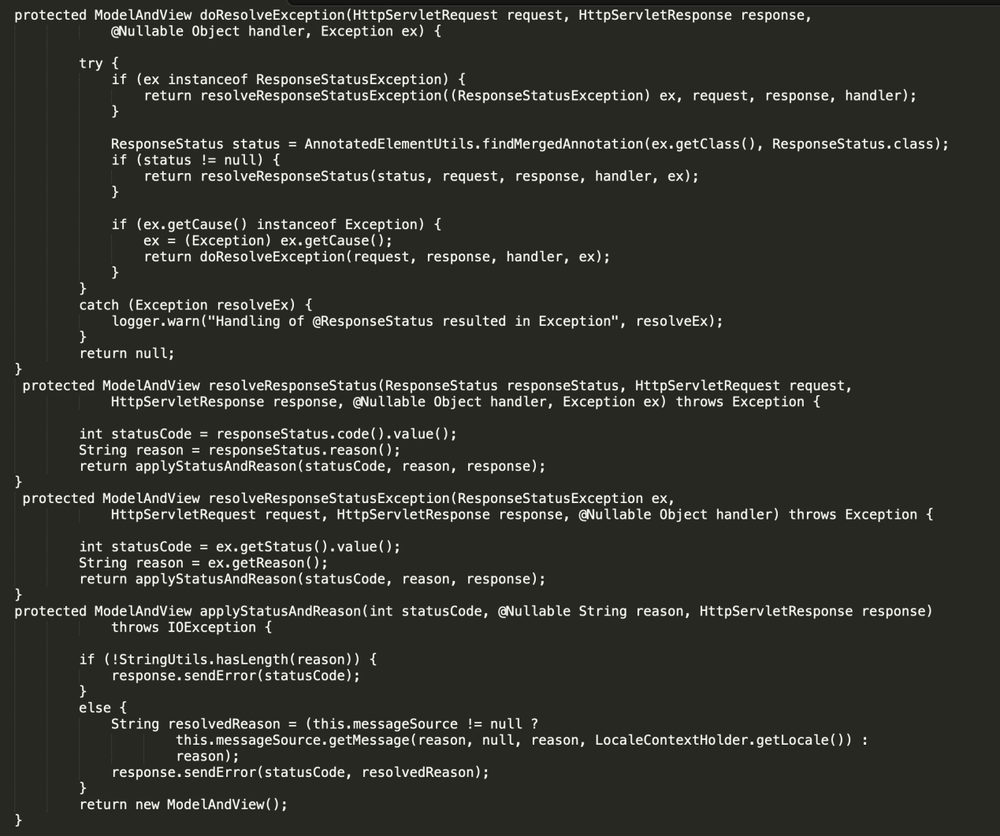 protected ModelAndView doResolveException(HttpServletRequest request, HttpServletResponse response,
@Nullable Object handler, Exception ex) {
try {
if (ex instanceof ResponseStatusException) {
return resolveResponseStatusException((ResponseStatusException) ex, request, response, handler);
}
ResponseStatus status = AnnotatedElementUtils.findMergedAnnotation(ex.getClass(), ResponseStatus.class);
if (status != null) {
return resolveResponseStatus(status, request, response, handler, ex);
}
if (ex.getCause() instanceof Exception) {
ex = (Exception) ex.getCause();
return doResolveException(request, response, handler, ex);
}
}
catch (Exception resolveEx) {
logger.warn("Handling of @ResponseStatus resulted in Exception", resolveEx);
}
return null;
}
protected ModelAndView resolveResponseStatus(ResponseStatus responseStatus, HttpServletRequest request,
HttpServletResponse response, @Nullable Object handler, Exception ex) throws Exception {
int statusCode = responseStatus.code().value();
String reason = responseStatus.reason();
return applyStatusAndReason(statusCode, reason, response);
}
protected ModelAndView resolveResponseStatusException(ResponseStatusException ex,
HttpServletRequest request, HttpServletResponse response, @Nullable Object handler) throws Exception {
int statusCode = ex.getStatus().value();
String reason = ex.getReason();
return applyStatusAndReason(statusCode, reason, response);
}
protected ModelAndView applyStatusAndReason(int statusCode, @Nullable String reason, HttpServletResponse response)
throws IOException {
if (!StringUtils.hasLength(reason)) {
response.sendError(statusCode);
}
else {
String resolvedReason = (this.messageSource != null ?
this.messageSource.getMessage(reason, null, reason, LocaleContextHolder.getLocale()) :
reason);
response.sendError(statusCode, resolvedReason);
}
return new ModelAndView();
}